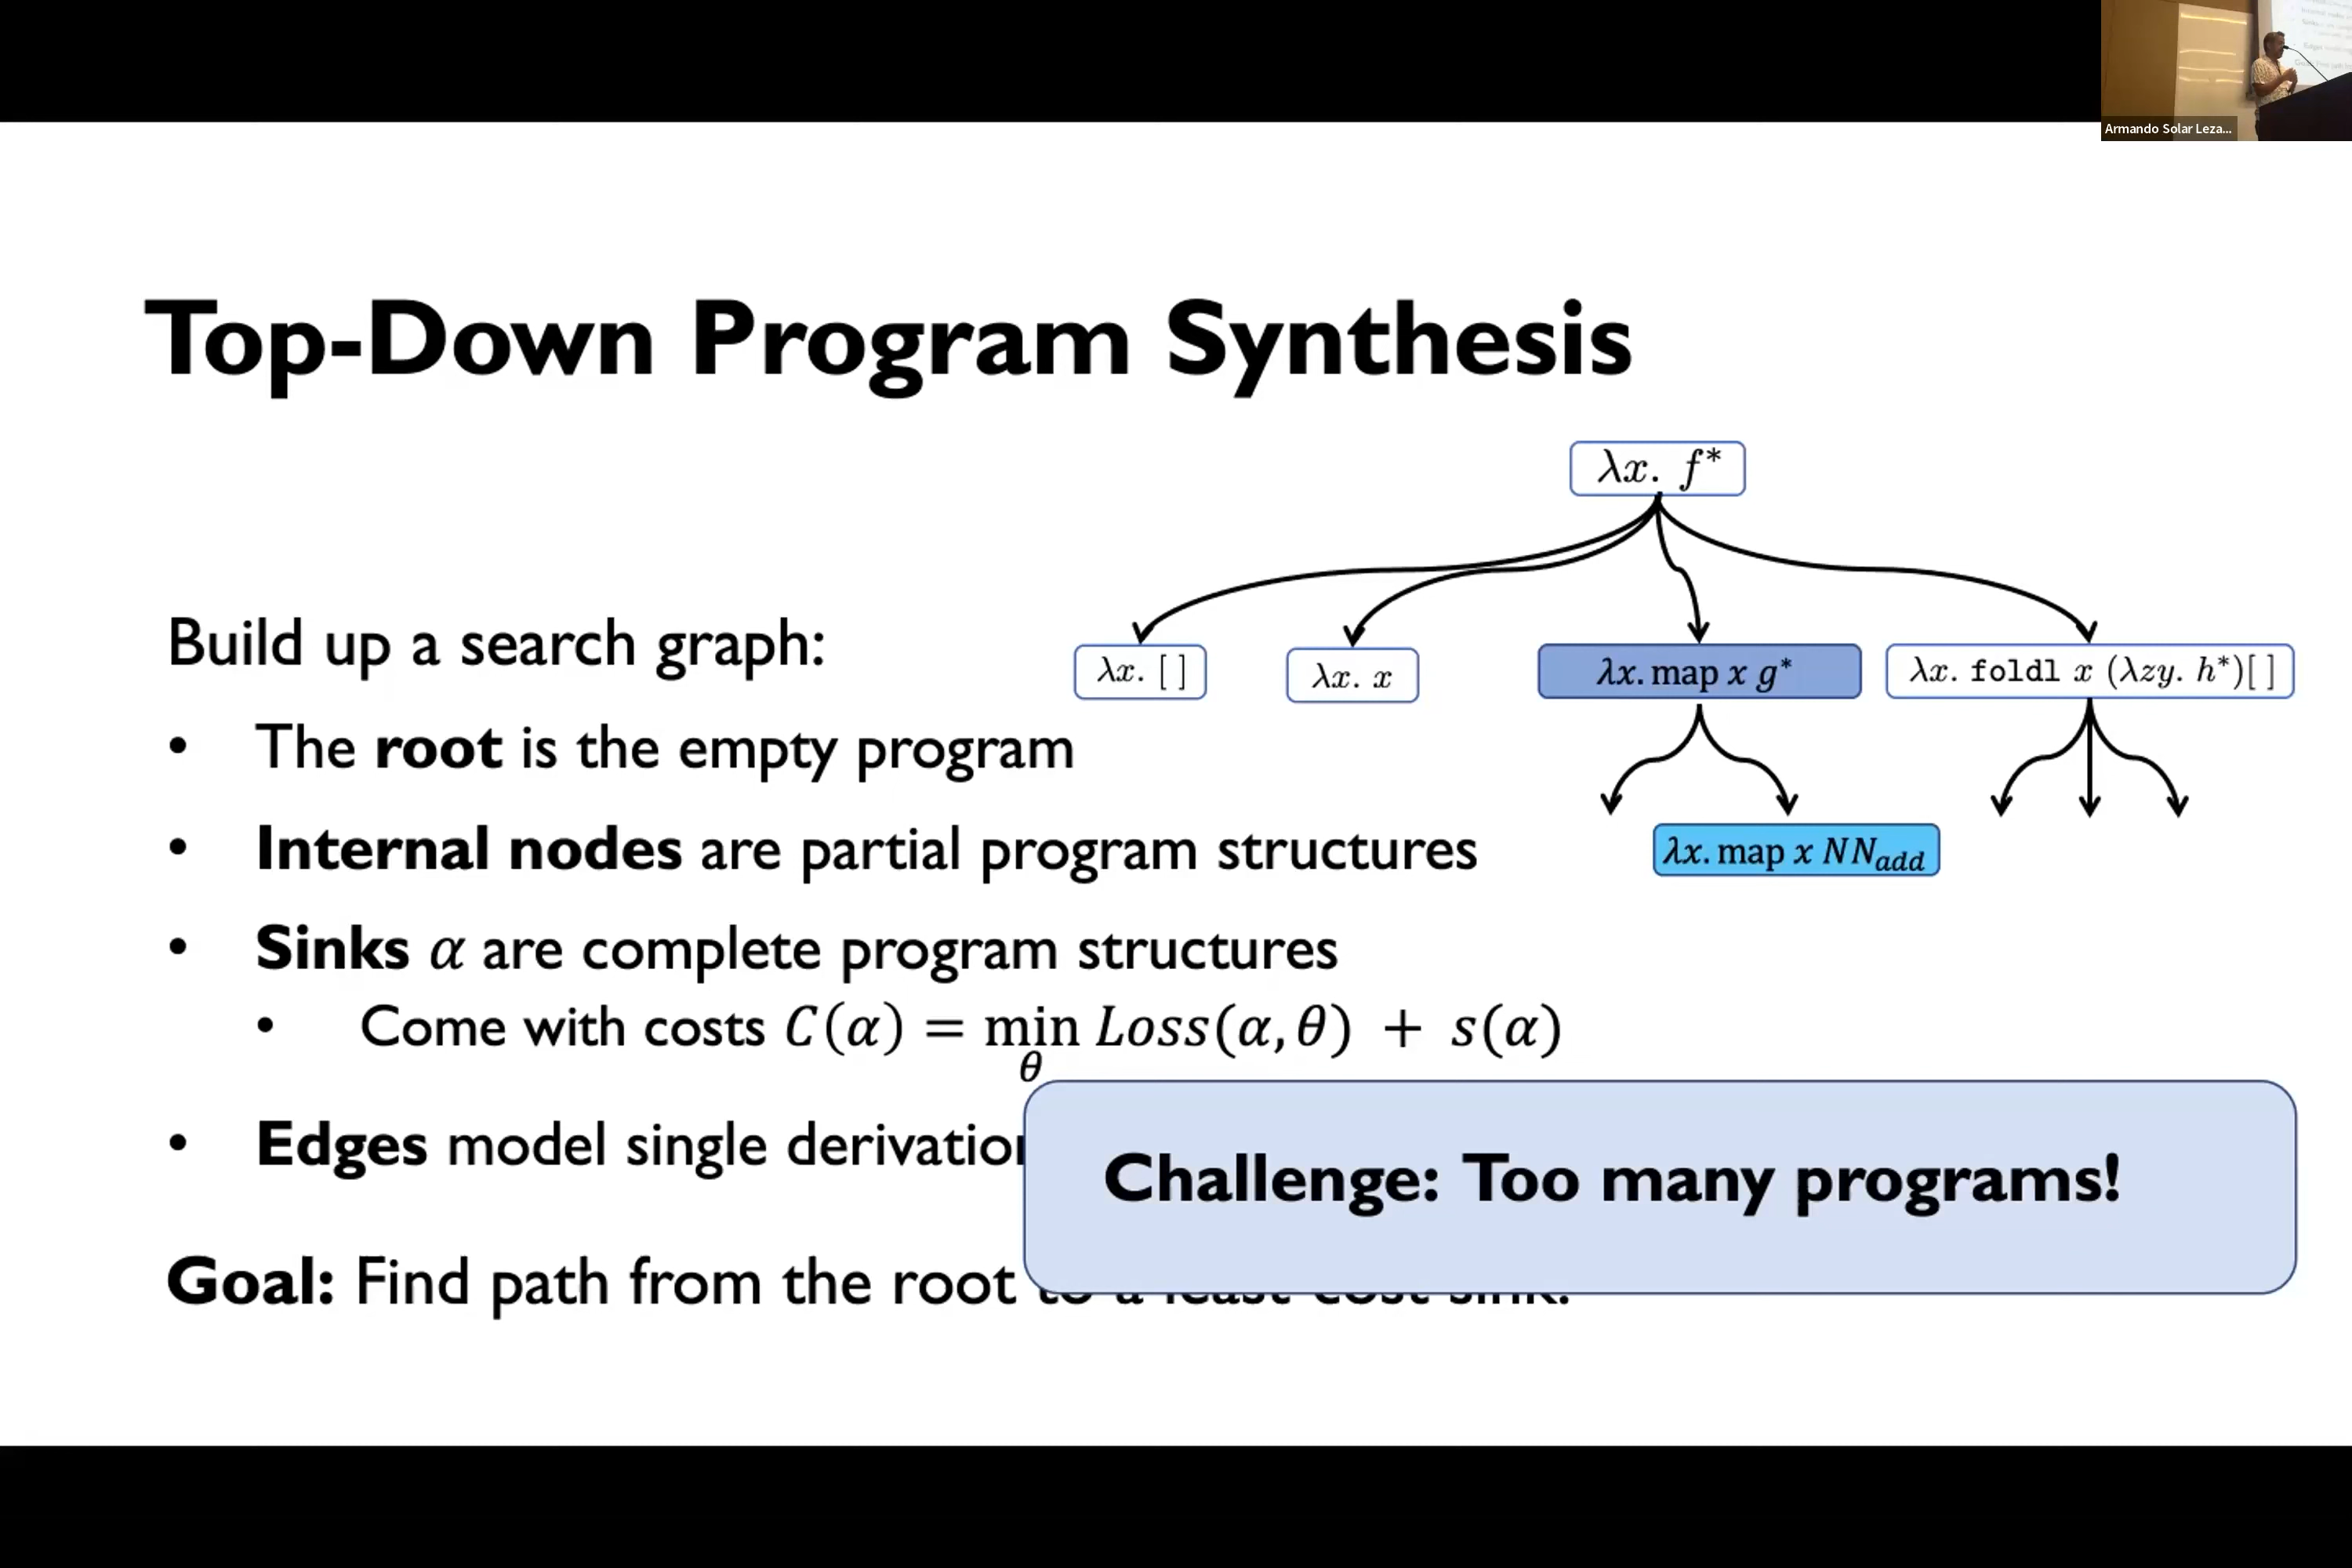 Armando Solar Leza...
Top-Down Program Synthesis
λx. f*
Build up a search graph:
λx. [ ]
λx. x
λx. map x g*
λx. foldl x (λzy. h*)[ ]
• The root is the empty program
• Internal nodes are partial program structures
λx. map x NN_add
• Sinks α are complete program structures
• Come with costs C(α) = min_θ Loss(α, θ) + s(α)
• Edges model single derivation
Challenge: Too many programs!
Goal: Find path from the root to a least-cost sink.